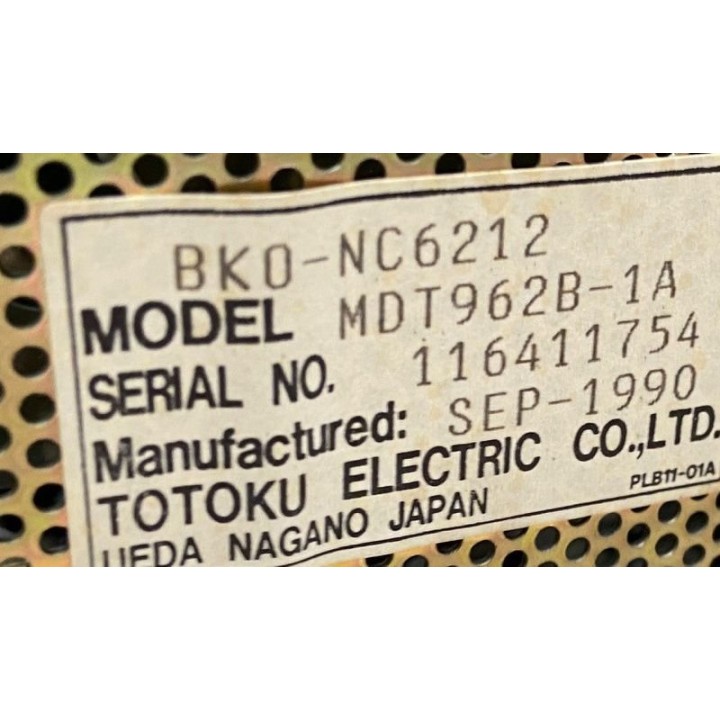 BKO-NC6212
MODEL MDT962B-1A
SERIAL NO. 116411754
Manufactured: SEP-1990
TOTOKU ELECTRIC CO.,LTD.
UEDA NAGANO JAPAN PLB11-01A